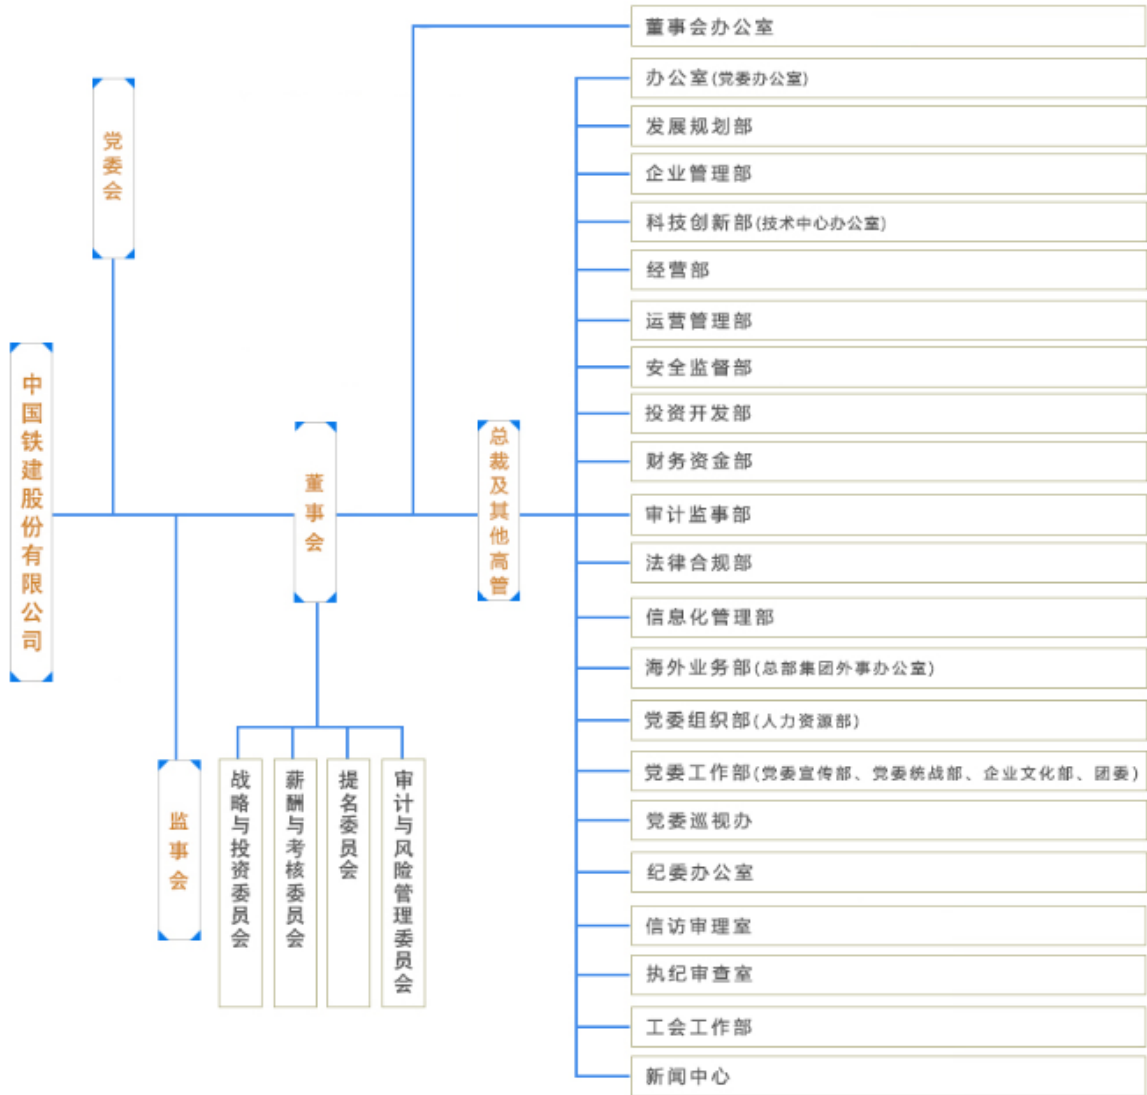 中国铁建股份有限公司
党委会
监事会
董事会
战略与投资委员会
薪酬与考核委员会
提名委员会
审计与风险管理委员会
总裁及其他高管
董事会办公室
办公室(党委办公室)
发展规划部
企业管理部
科技创新部(技术中心办公室)
经营部
运营管理部
安全监督部
投资开发部
财务资金部
审计监事部
法律合规部
信息化管理部
海外业务部(总部集团外事办公室)
党委组织部(人力资源部)
党委工作部(党委宣传部、党委统战部、企业文化部、团委)
党委巡视办
纪委办公室
信访审理室
执纪审查室
工会工作部
新闻中心